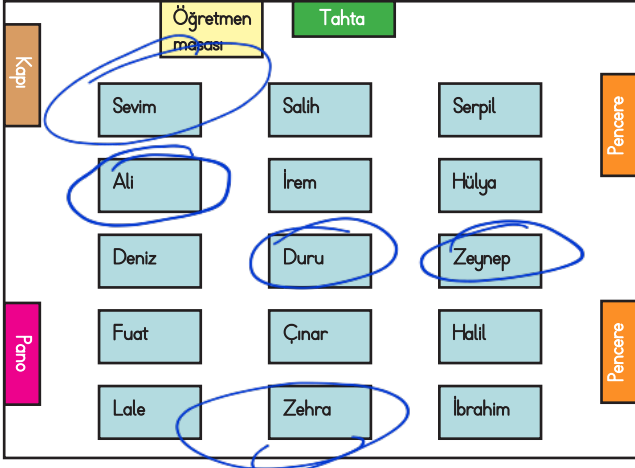 Öğretmen
masası
Tahta
Kapı
Sevim
Salih
Serpil
Pencere
Ali
İrem
Hülya
Deniz
Duru
Zeynep
Pano
Fuat
Çınar
Halil
Pencere
Lale
Zehra
İbrahim